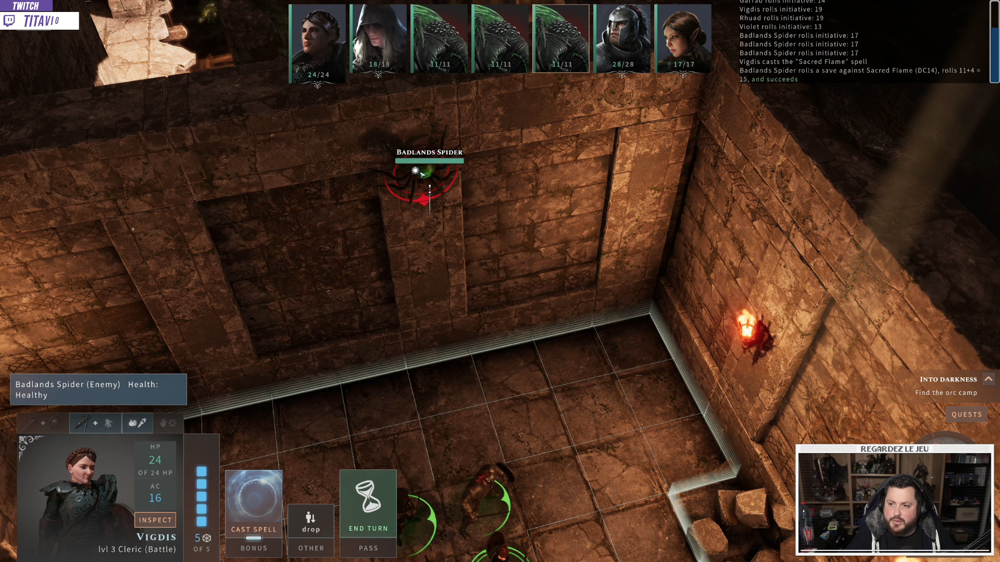 TWITCH
TITAVIO
24/24
18/18
11/11
11/11
11/11
28/28
17/17
Garrad rolls initiative: 14
Vigdis rolls initiative: 19
Rhuad rolls initiative: 19
Violet rolls initiative: 13
Badlands Spider rolls initiative: 17
Badlands Spider rolls initiative: 17
Badlands Spider rolls initiative: 17
Vigdis casts the "Sacred Flame" spell
Badlands Spider rolls a save against Sacred Flame (DC14), rolls 11+4 =
15, and succeeds
BADLANDS SPIDER
Badlands Spider (Enemy) Health:
Healthy
INTO DARKNESS
Find the orc camp
QUESTS
HP
24
OF 24 HP
AC
16
INSPECT
VIGDIS
lvl 3 Cleric (Battle)
5
OF 5
CAST SPELL
BONUS
drop
OTHER
END TURN
PASS
REGARDEZ LE JEU